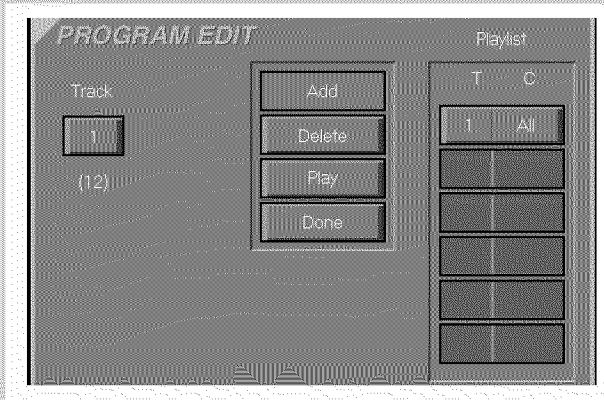 PROGRAM EDIT
Playlist
Track
1
(12)
Add
Delete
Play
Done
T C
1 All